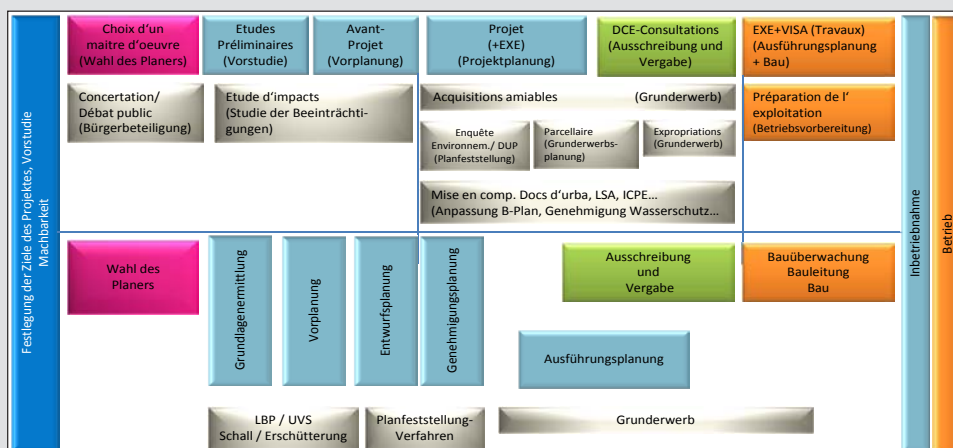 Festlegung der Ziele des Projektes, Vorstudie
Machbarkeit
Choix d'un
maitre d'oeuvre
(Wahl des Planers)
Etudes
Préliminaires
(Vorstudie)
Avant-
Projet
(Vorplanung)
Projet
(+EXE)
(Projektplanung)
DCE-Consultations
(Ausschreibung und
Vergabe)
EXE+VISA (Travaux)
(Ausführungsplanung
+ Bau)
Concertation/
Débat public
(Bürgerbeteiligung)
Etude d'impacts
(Studie der Beeinträchti-
gungen)
Acquisitions amiables (Grunderwerb)
Préparation de l'
exploitation
(Betriebsvorbereitung)
Enquête
Environnem./ DUP
(Planfeststellung)
Parcellaire
(Grunderwerbs-
planung)
Expropriations
(Grunderwerb)
Mise en comp. Docs d'urba, LSA, ICPE...
(Anpassung B-Plan, Genehmigung Wasserschutz...
Wahl des
Planers
Grundlagenermittlung
Vorplanung
Entwurfsplanung
Genehmigungsplanung
Ausschreibung
und
Vergabe
Bauüberwachung
Bauleitung
Bau
Ausführungsplanung
LBP / UVS
Schall / Erschütterung
Planfeststellung-
Verfahren
Grunderwerb
Inbetriebnahme
Betrieb